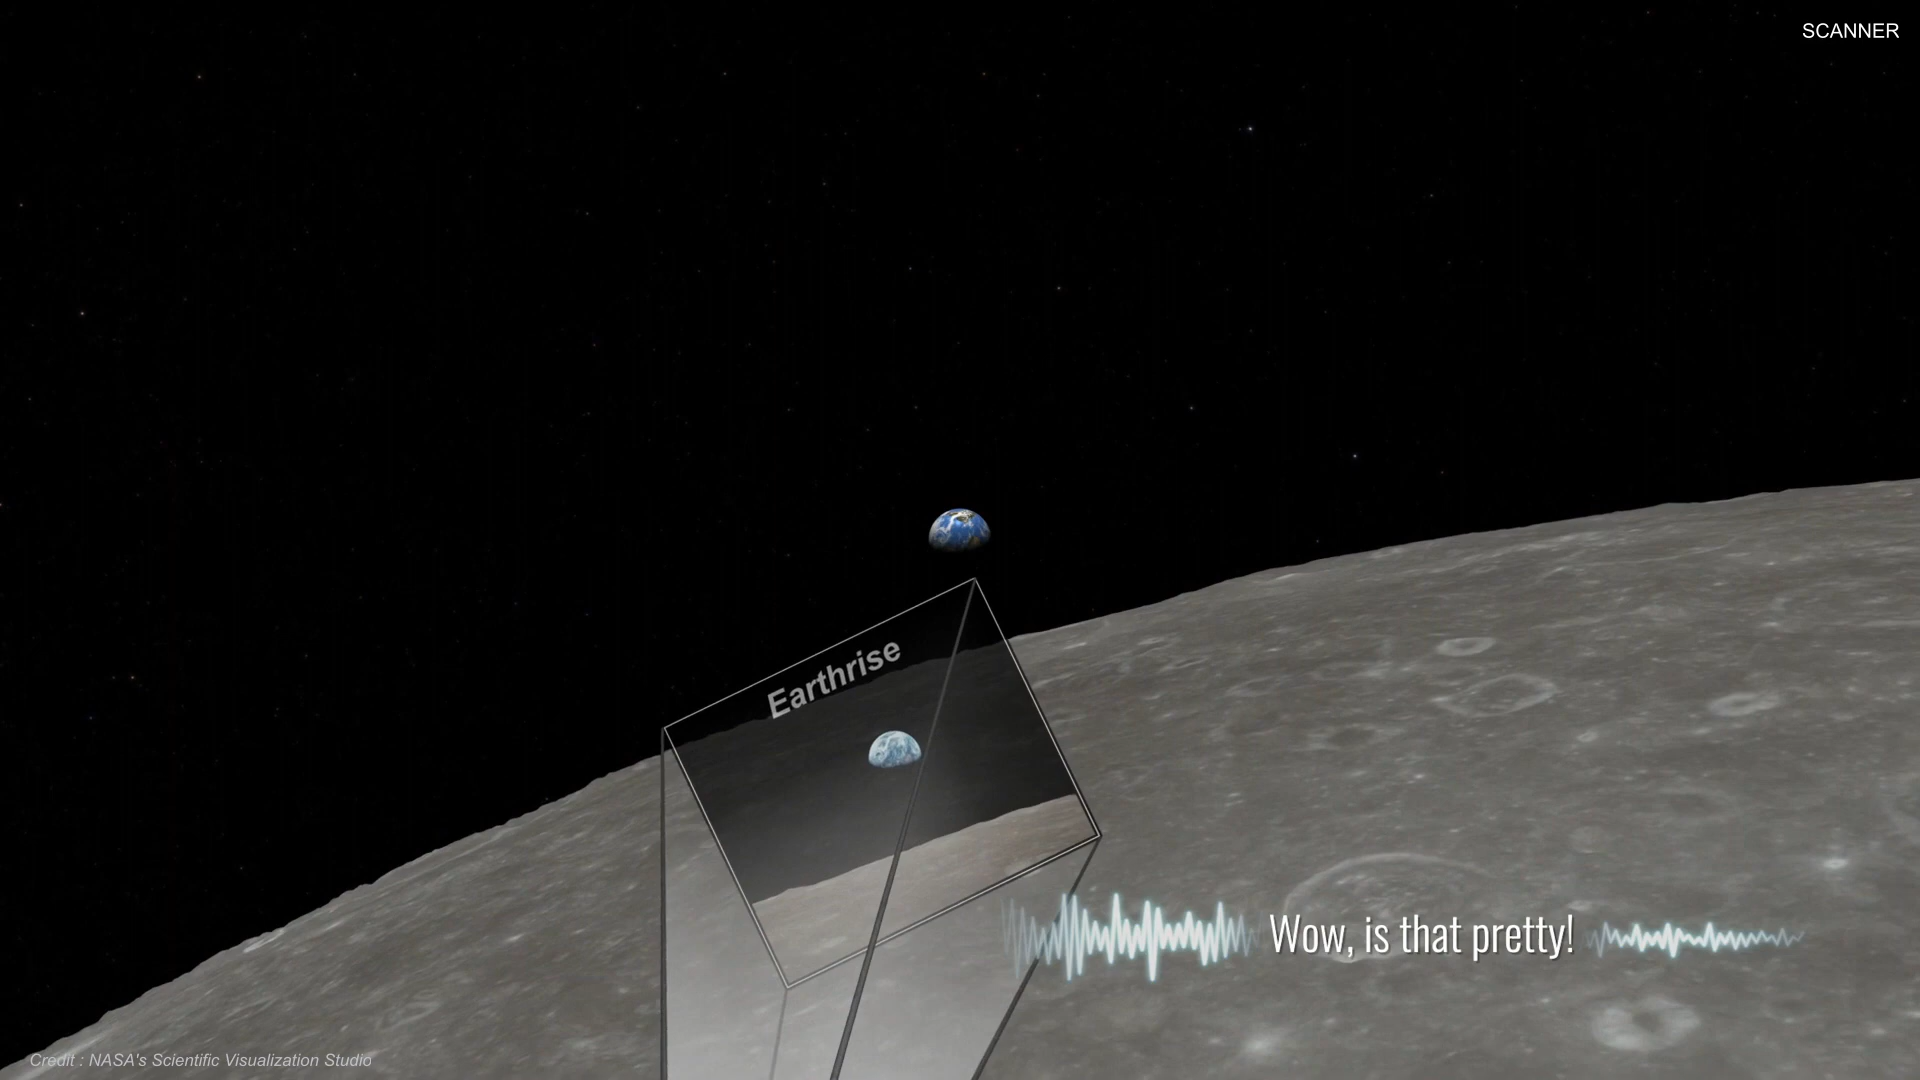 SCANNER
Earthrise
Wow, is that pretty!
Credit : NASA's Scientific Visualization Studio